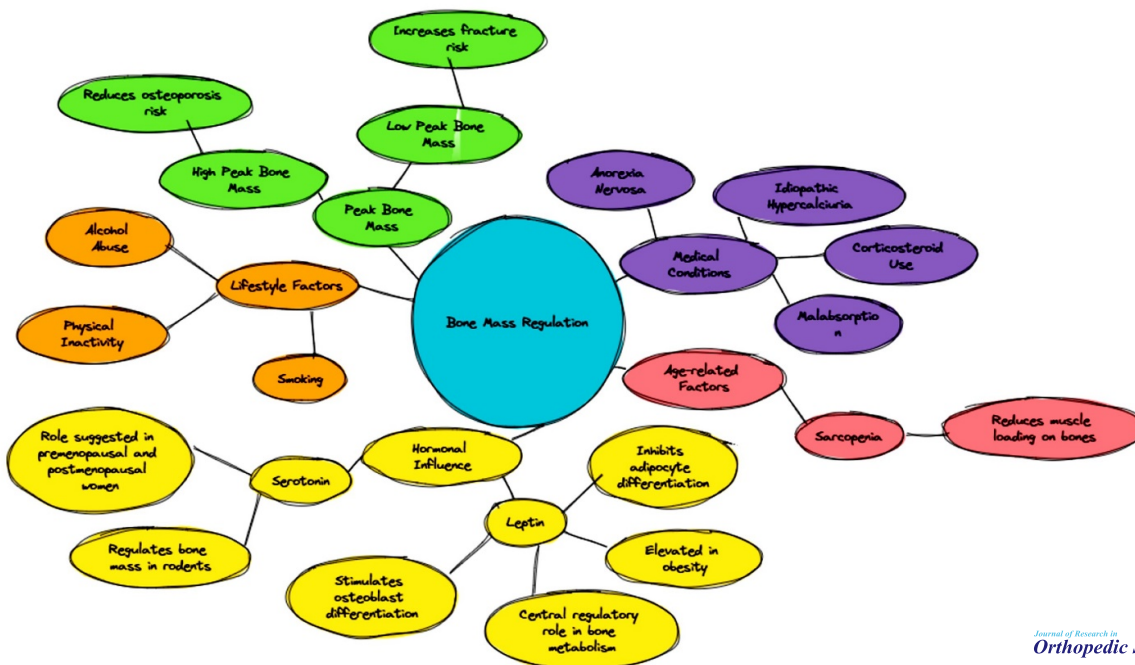 Increases fracture
risk
Reduces osteoporosis
risk
Low Peak Bone
Mass
High Peak Bone
Mass
Peak Bone
Mass
Anorexia
Nervosa
Idiopathic
Hypercalciuria
Corticosteroid
Use
Medical
Conditions
Malabsorptio
n
Alcohol
Abuse
Lifestyle Factors
Physical
Inactivity
Smoking
Bone Mass Regulation
Age-related
Factors
Sarcopenia
Reduces muscle
loading on bones
Role suggested in
premenopausal and
postmenopausal
women
Serotonin
Regulates bone
mass in rodents
Hormonal
Influence
Leptin
Inhibits
adipocyte
differentiation
Elevated in
obesity
Stimulates
osteoblast
differentiation
Central regulatory
role in bone
metabolism
Journal of Research in
Orthopedic